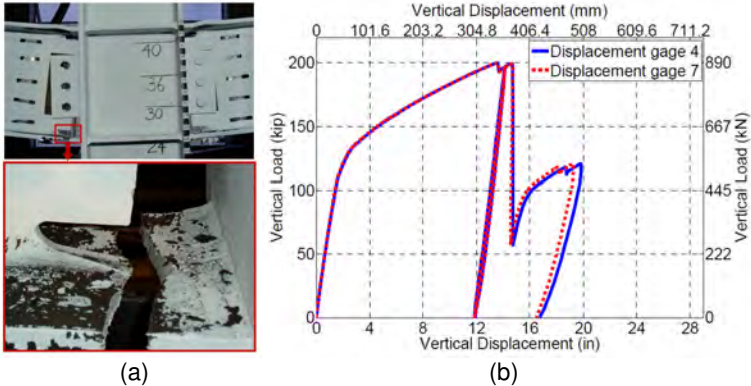 40
36
30
24
(a)
Vertical Displacement (mm)
0 101.6 203.2 304.8 406.4 508 609.6 711.2
Displacement gage 4
Displacement gage 7
Vertical Load (kip)
200
150
100
50
0
Vertical Load (kN)
890
667
445
222
0
0 4 8 12 16 20 24 28
Vertical Displacement (in)
(b)